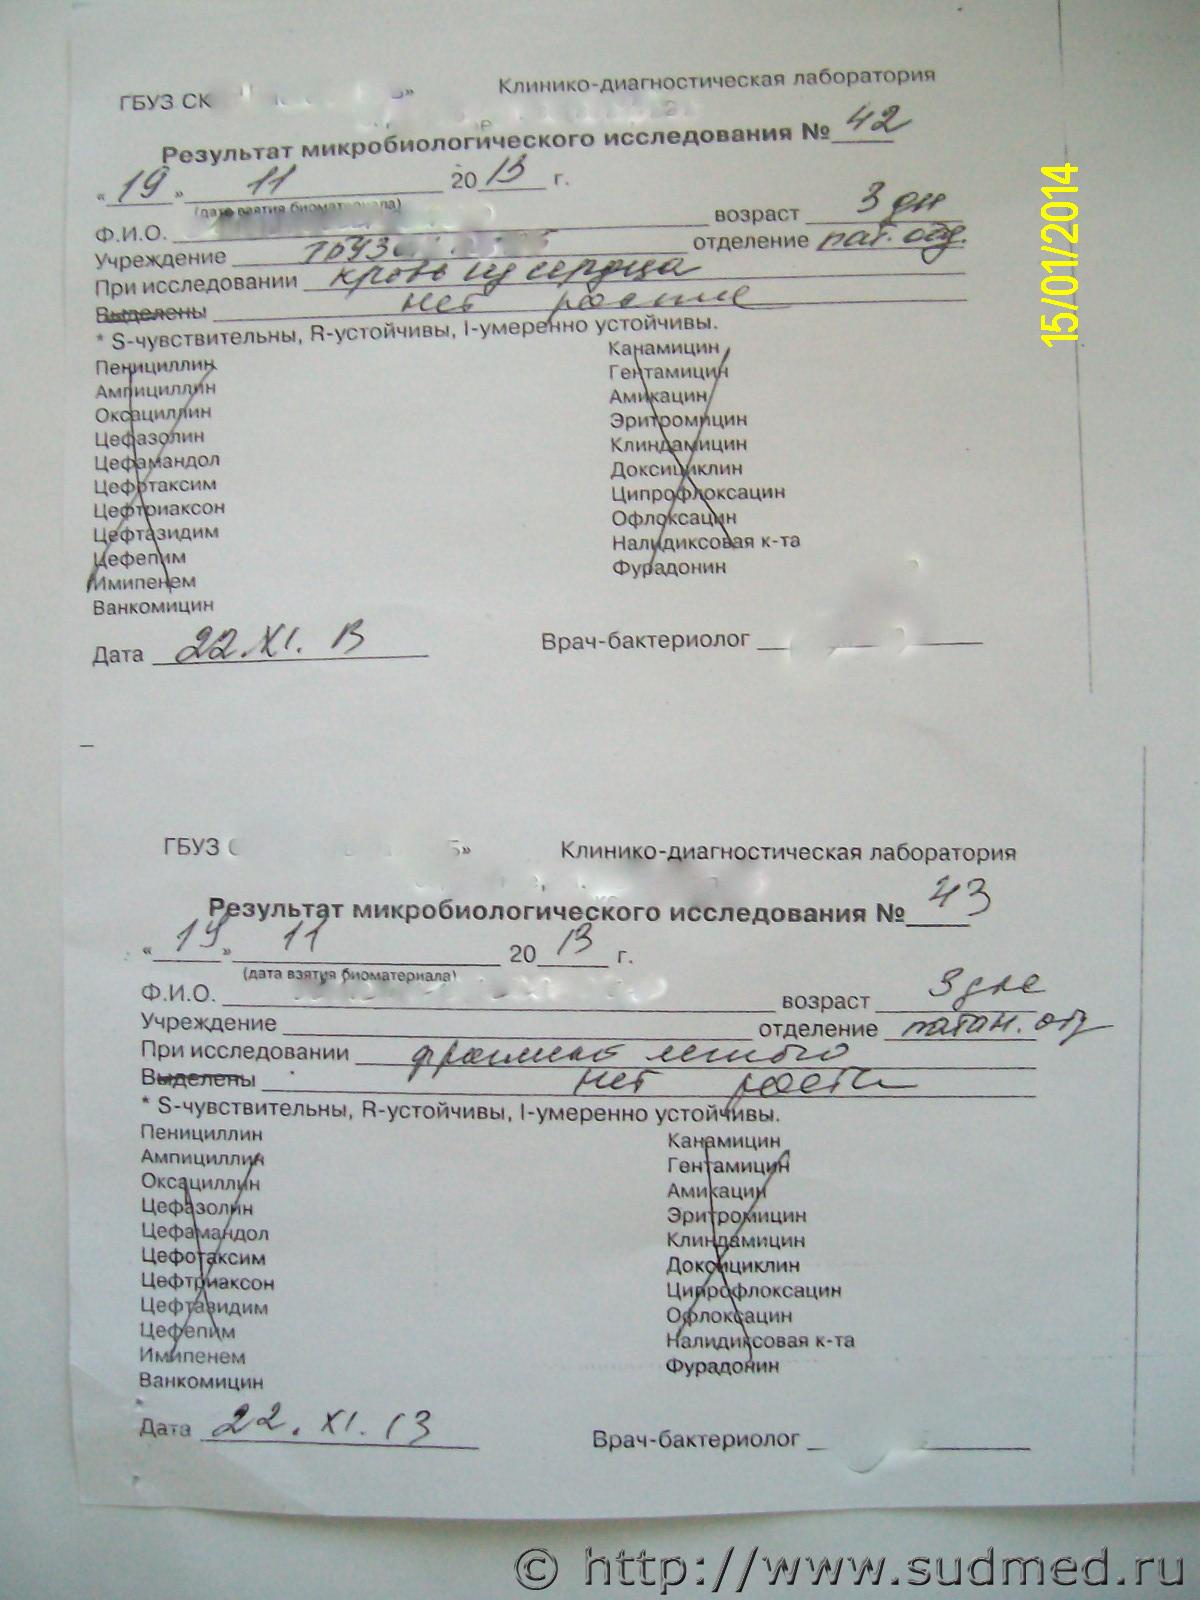 ГБУЗ СК » Клинико-диагностическая лаборатория
Результат микробиологического исследования № 42
« 19 » 11 20 13 г.
(дата взятия биоматериала)
Ф.И.О. возраст 3 дн
Учреждение ГБУЗ отделение пат. отд.
При исследовании кровь из сердца
Выделены нет роста
* S-чувствительны, R-устойчивы, I-умеренно устойчивы.
Пенициллин Канамицин
Ампициллин Гентамицин
Оксациллин Амикацин
Цефазолин Эритромицин
Цефамандол Клиндамицин
Цефотаксим Доксициклин
Цефтриаксон Ципрофлоксацин
Цефтазидим Офлоксацин
Цефепим Налидиксовая к-та
Имипенем Фурадонин
Ванкомицин
Дата 22.XI. 13 Врач-бактериолог
ГБУЗ » Клинико-диагностическая лаборатория
Результат микробиологического исследования № 43
« 19 » 11 20 13 г.
(дата взятия биоматериала)
Ф.И.О. возраст 3 дня
Учреждение отделение патан. отд
При исследовании фрагмент легкого
Выделены нет роста
* S-чувствительны, R-устойчивы, I-умеренно устойчивы.
Пенициллин Канамицин
Ампициллин Гентамицин
Оксациллин Амикацин
Цефазолин Эритромицин
Цефамандол Клиндамицин
Цефотаксим Доксициклин
Цефтриаксон Ципрофлоксацин
Цефтазидим Офлоксацин
Цефепим Налидиксовая к-та
Имипенем Фурадонин
Ванкомицин
Дата 22. XI. 13 Врач-бактериолог
15/01/2014
© http://www.sudmed.ru